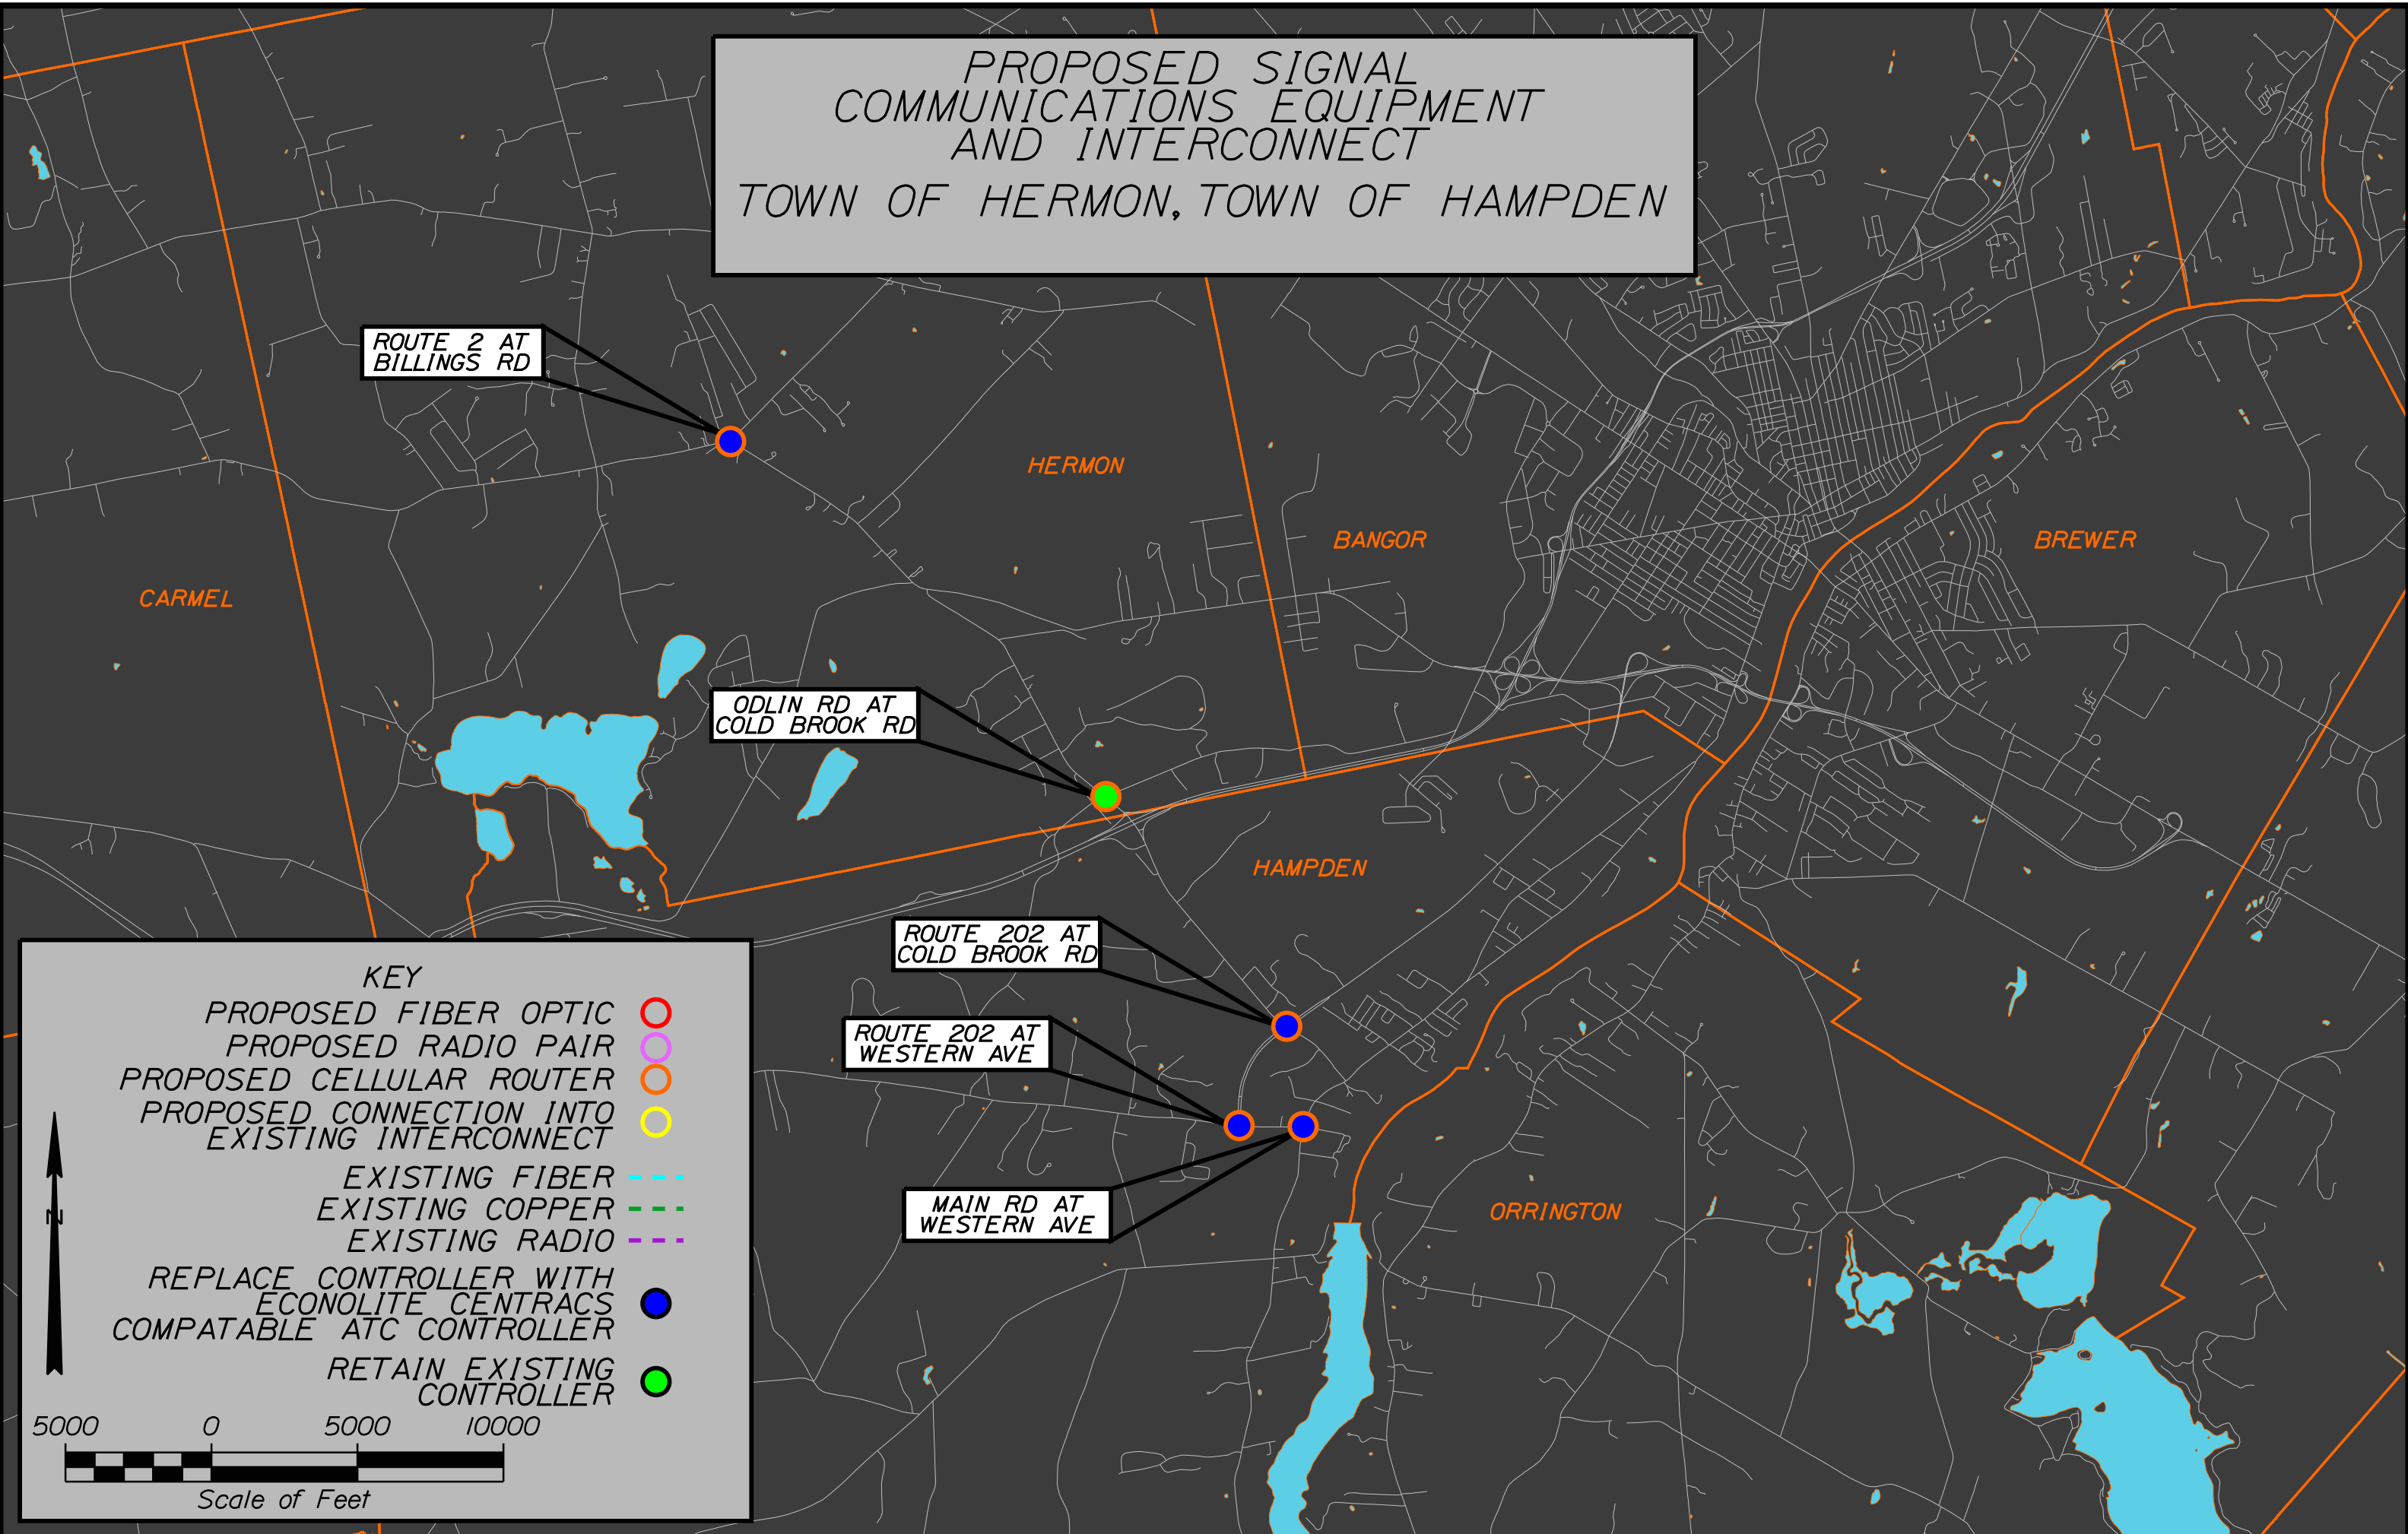 PROPOSED SIGNAL
COMMUNICATIONS EQUIPMENT
AND INTERCONNECT
TOWN OF HERMON, TOWN OF HAMPDEN
ROUTE 2 AT
BILLINGS RD
HERMON
BANGOR
BREWER
CARMEL
ODLIN RD AT
COLD BROOK RD
HAMPDEN
ROUTE 202 AT
COLD BROOK RD
ROUTE 202 AT
WESTERN AVE
MAIN RD AT
WESTERN AVE
ORRINGTON
KEY
PROPOSED FIBER OPTIC
PROPOSED RADIO PAIR
PROPOSED CELLULAR ROUTER
PROPOSED CONNECTION INTO
EXISTING INTERCONNECT
EXISTING FIBER
EXISTING COPPER
EXISTING RADIO
REPLACE CONTROLLER WITH
ECONOLITE CENTRACS
COMPATABLE ATC CONTROLLER
RETAIN EXISTING
CONTROLLER
N
5000 0 5000 10000
Scale of Feet